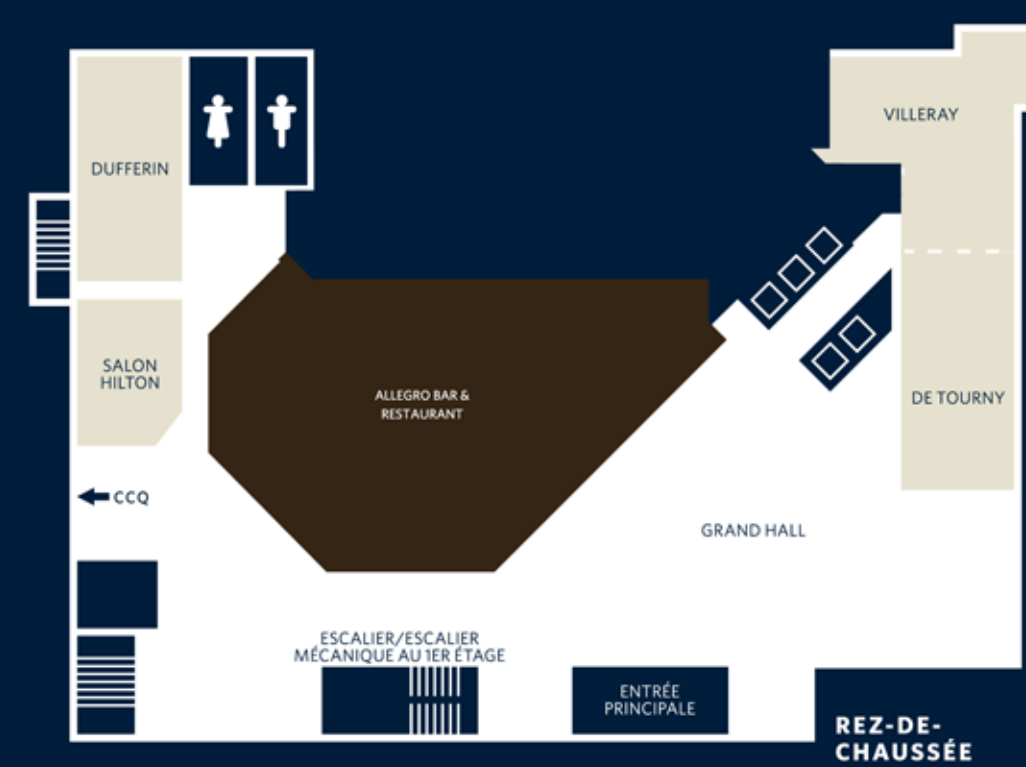 VILLERAY
DUFFERIN
SALON
HILTON
ALLEGRO BAR &
RESTAURANT
DE TOURNY
CCQ
GRAND HALL
ESCALIER/ESCALIER
MÉCANIQUE AU 1ER ÉTAGE
ENTRÉE
PRINCIPALE
REZ-DE-
CHAUSSÉE